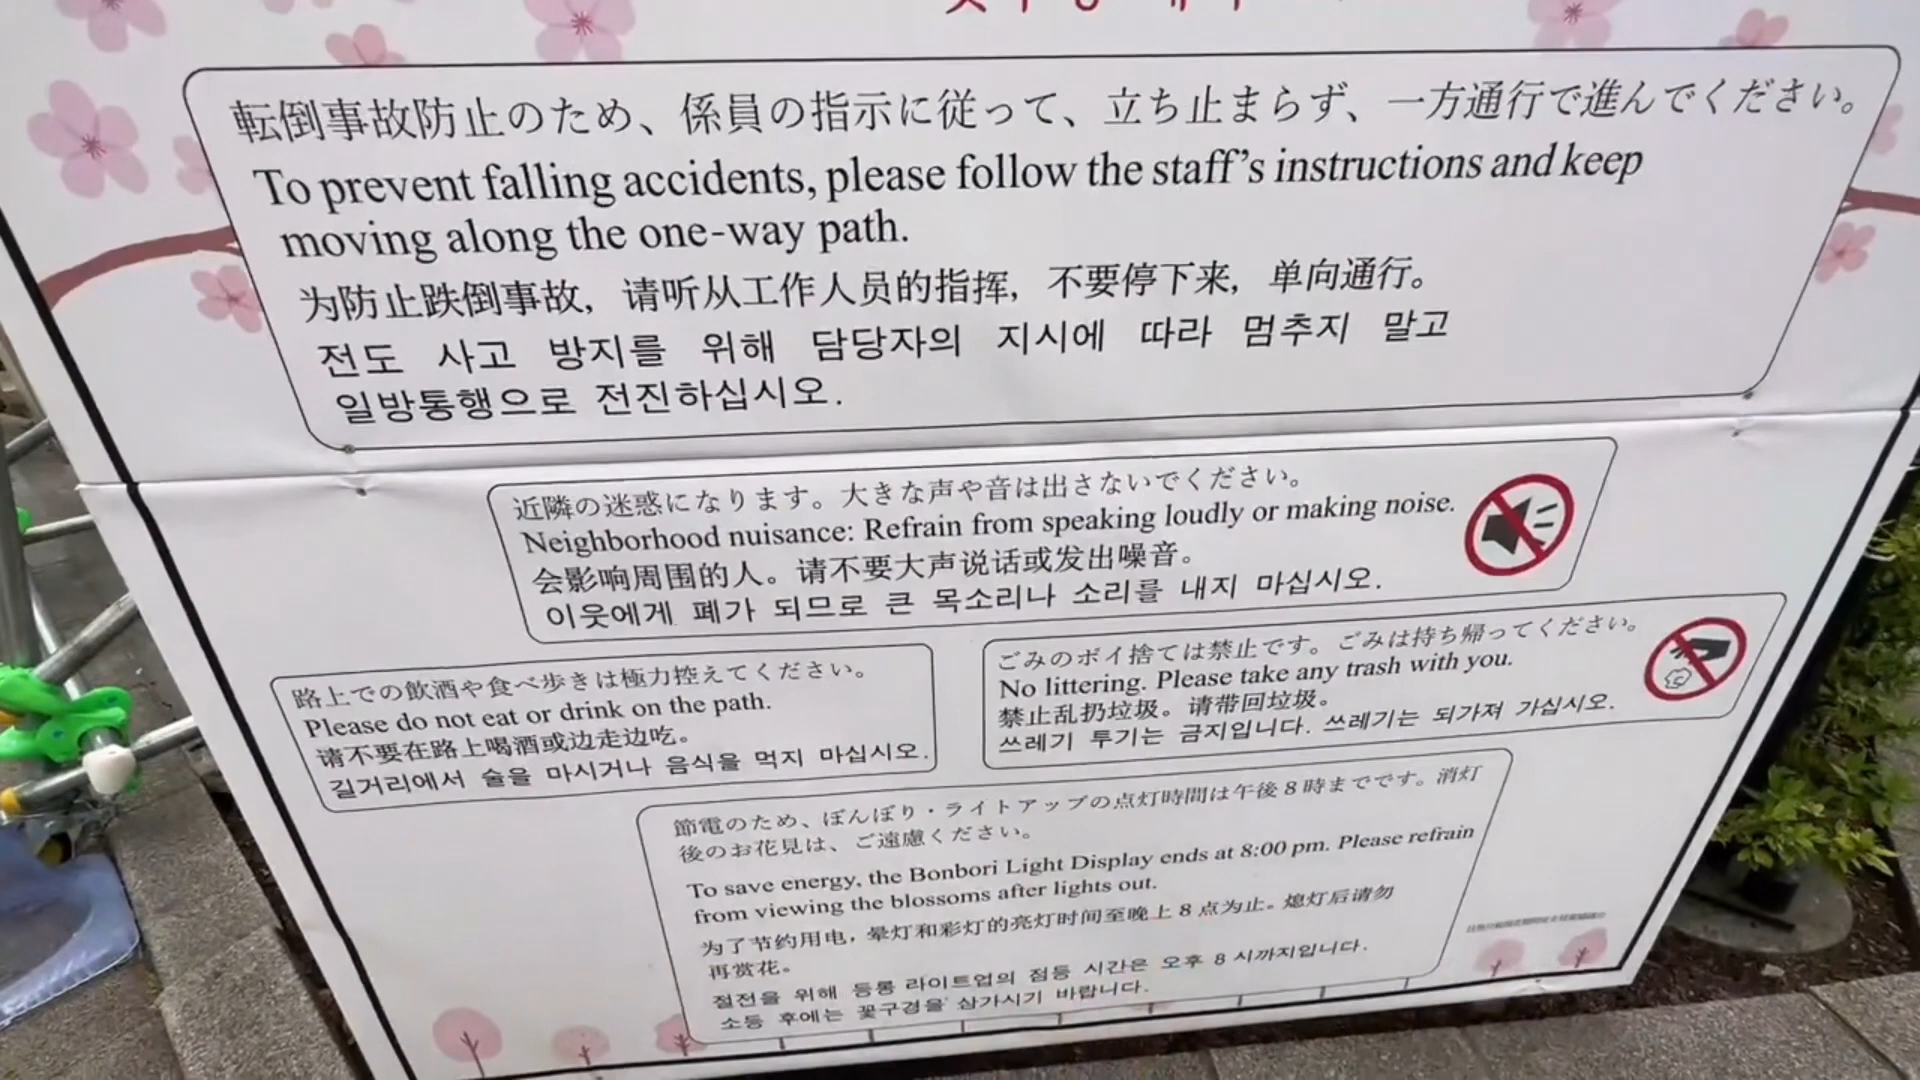 転倒事故防止のため、係員の指示に従って、立ち止まらず、一方通行で進んでください。
To prevent falling accidents, please follow the staff's instructions and keep
moving along the one-way path.
为防止跌倒事故，请听从工作人员的指挥，不要停下来，单向通行。
전도 사고 방지를 위해 담당자의 지시에 따라 멈추지 말고
일방통행으로 전진하십시오.
近隣の迷惑になります。大きな声や音は出さないでください。
Neighborhood nuisance: Refrain from speaking loudly or making noise.
会影响周围的人。请不要大声说话或发出噪音。
이웃에게 폐가 되므로 큰 목소리나 소리를 내지 마십시오.
路上での飲酒や食べ歩きは極力控えてください。
Please do not eat or drink on the path.
请不要在路上喝酒或边走边吃。
길거리에서 술을 마시거나 음식을 먹지 마십시오.
ごみのポイ捨ては禁止です。ごみは持ち帰ってください。
No littering. Please take any trash with you.
禁止乱扔垃圾。请带回垃圾。
쓰레기 투기는 금지입니다. 쓰레기는 되가져 가십시오.
節電のため、ぼんぼり・ライトアップの点灯時間は午後8時までです。消灯
後のお花見は、ご遠慮ください。
To save energy, the Bonbori Light Display ends at 8:00 pm. Please refrain
from viewing the blossoms after lights out.
为了节约用电，晕灯和彩灯的亮灯时间至晚上8点为止。熄灯后请勿
再赏花。
절전을 위해 등롱 라이트업의 점등 시간은 오후 8시까지입니다.
소등 후에는 꽃구경을 삼가시기 바랍니다.